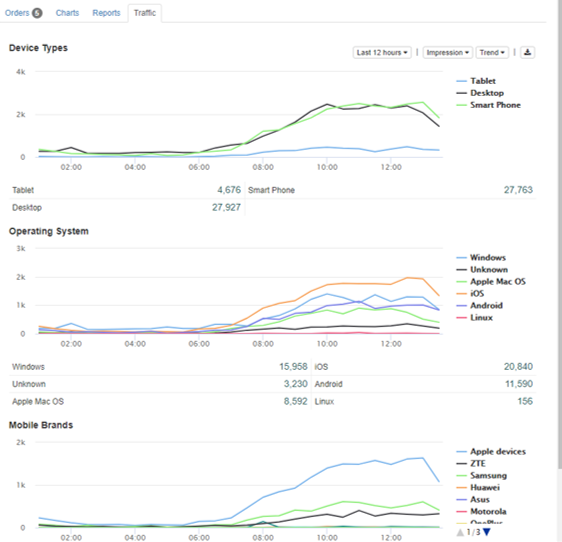 Orders 5 Charts Reports Traffic
Device Types
Last 12 hours Impression Trend
4k
2k
0
02:00 04:00 06:00 08:00 10:00 12:00
Tablet
Desktop
Smart Phone
Tablet 4,676 Smart Phone 27,763
Desktop 27,927
Operating System
3k
2k
1k
0
02:00 04:00 06:00 08:00 10:00 12:00
Windows
Unknown
Apple Mac OS
iOS
Android
Linux
Windows 15,958 iOS 20,840
Unknown 3,230 Android 11,590
Apple Mac OS 8,592 Linux 156
Mobile Brands
2k
1k
0
02:00 04:00 06:00 08:00 10:00 12:00
Apple devices
ZTE
Samsung
Huawei
Asus
Motorola
OnePlus
1/3